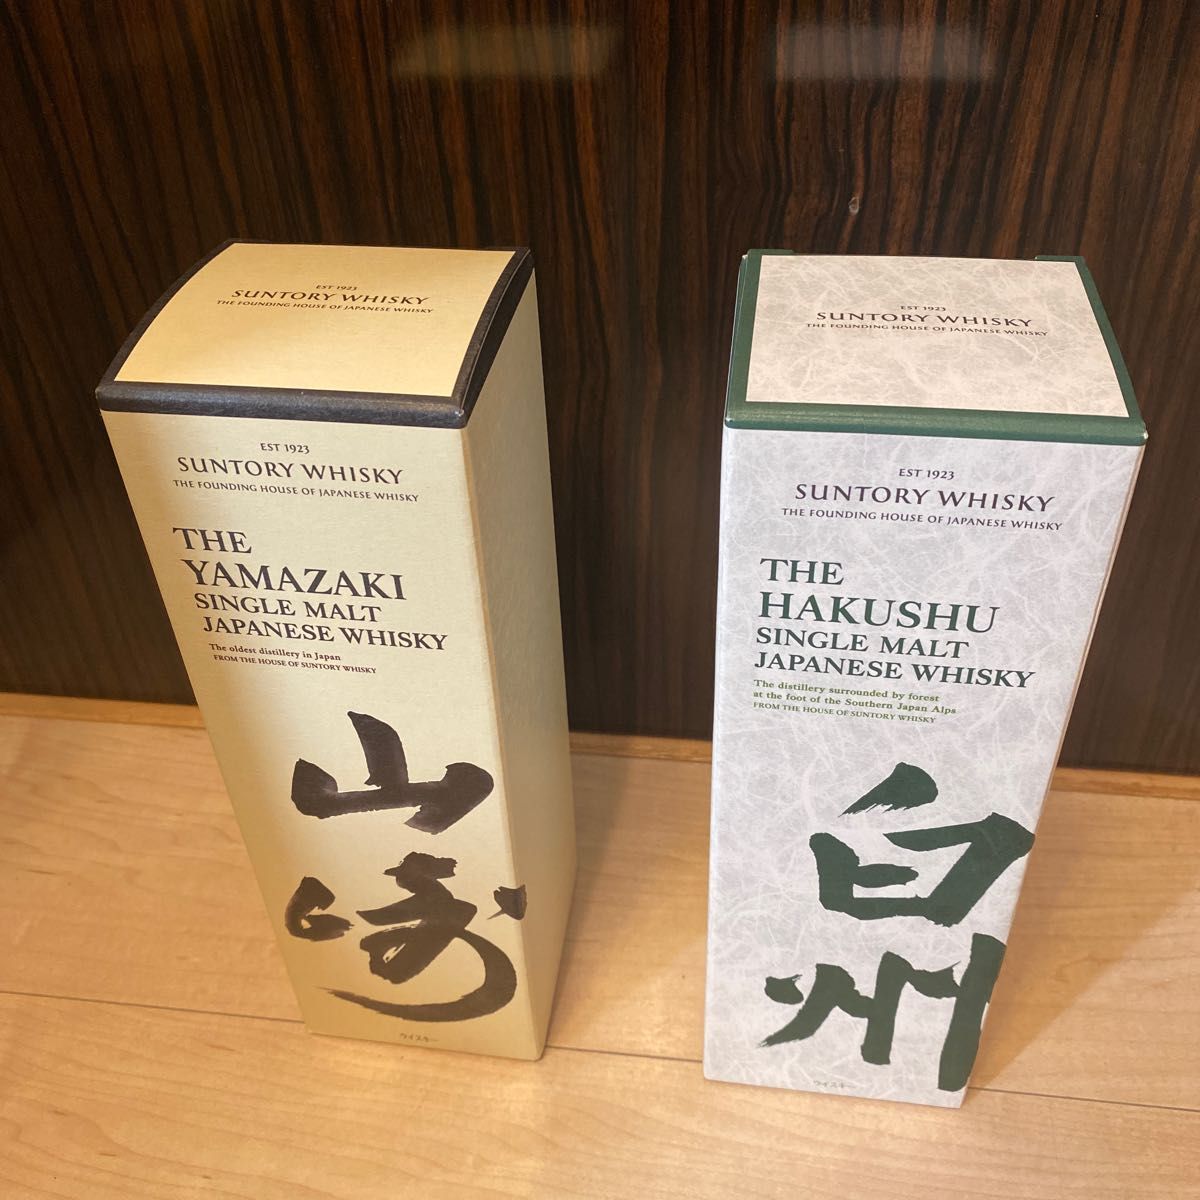 EST 1923
SUNTORY WHISKY
THE FOUNDING HOUSE OF JAPANESE WHISKY
EST 1923
SUNTORY WHISKY
THE FOUNDING HOUSE OF JAPANESE WHISKY
THE
YAMAZAKI
SINGLE MALT
JAPANESE WHISKY
The oldest distillery in Japan
FROM THE HOUSE OF SUNTORY WHISKY
山
崎
ウイスキー
EST 1923
SUNTORY WHISKY
THE FOUNDING HOUSE OF JAPANESE WHISKY
EST 1923
SUNTORY WHISKY
THE FOUNDING HOUSE OF JAPANESE WHISKY
THE
HAKUSHU
SINGLE MALT
JAPANESE WHISKY
The distillery surrounded by forest
at the foot of the Southern Japan Alps
FROM THE HOUSE OF SUNTORY WHISKY
白
州
ウイスキー